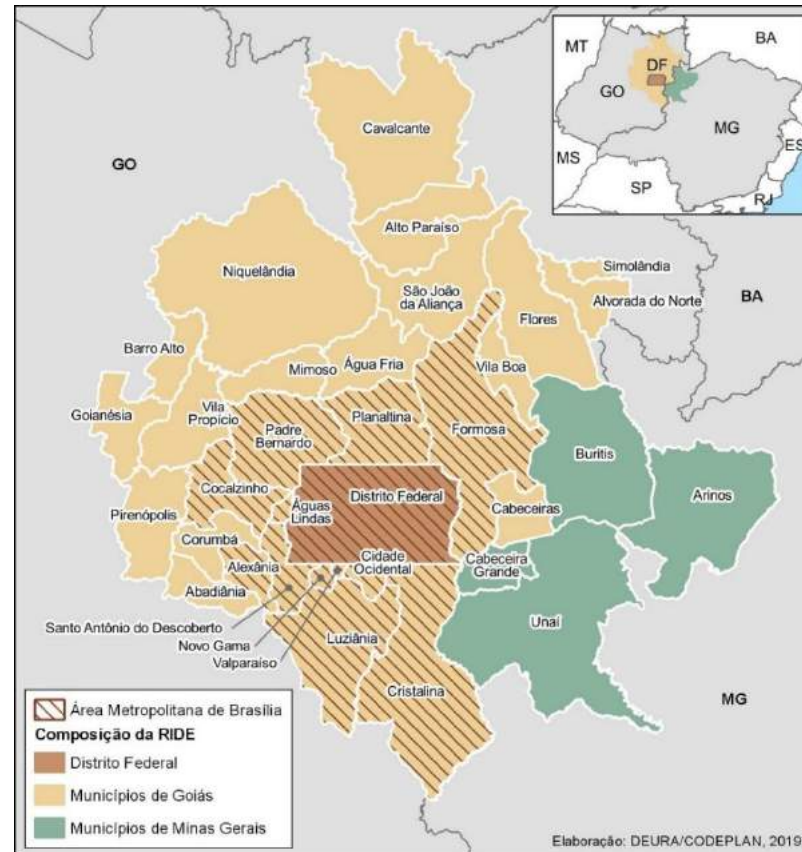 MT
BA
DF
GO
MG
ES
MS
SP
RJ
GO
Cavalcante
Alto Paraíso
Niquelândia
São João
da Aliança
Simolândia
Flores
Alvorada do Norte
BA
Barro Alto
Mimoso
Água Fria
Vila Boa
Goianésia
Vila
Propício
Padre
Bernardo
Planaltina
Formosa
Buritis
Arinos
Cocalzinho
Águas
Lindas
Distrito Federal
Cabeceiras
Pirenópolis
Corumbá
Alexânia
Cidade
Ocidental
Cabeceira
Grande
Abadiânia
Unaí
Santo Antônio do Descoberto
Novo Gama
Valparaíso
Luziânia
Cristalina
MG
Área Metropolitana de Brasília
Composição da RIDE
Distrito Federal
Municípios de Goiás
Municípios de Minas Gerais
Elaboração: DEURA/CODEPLAN, 2019